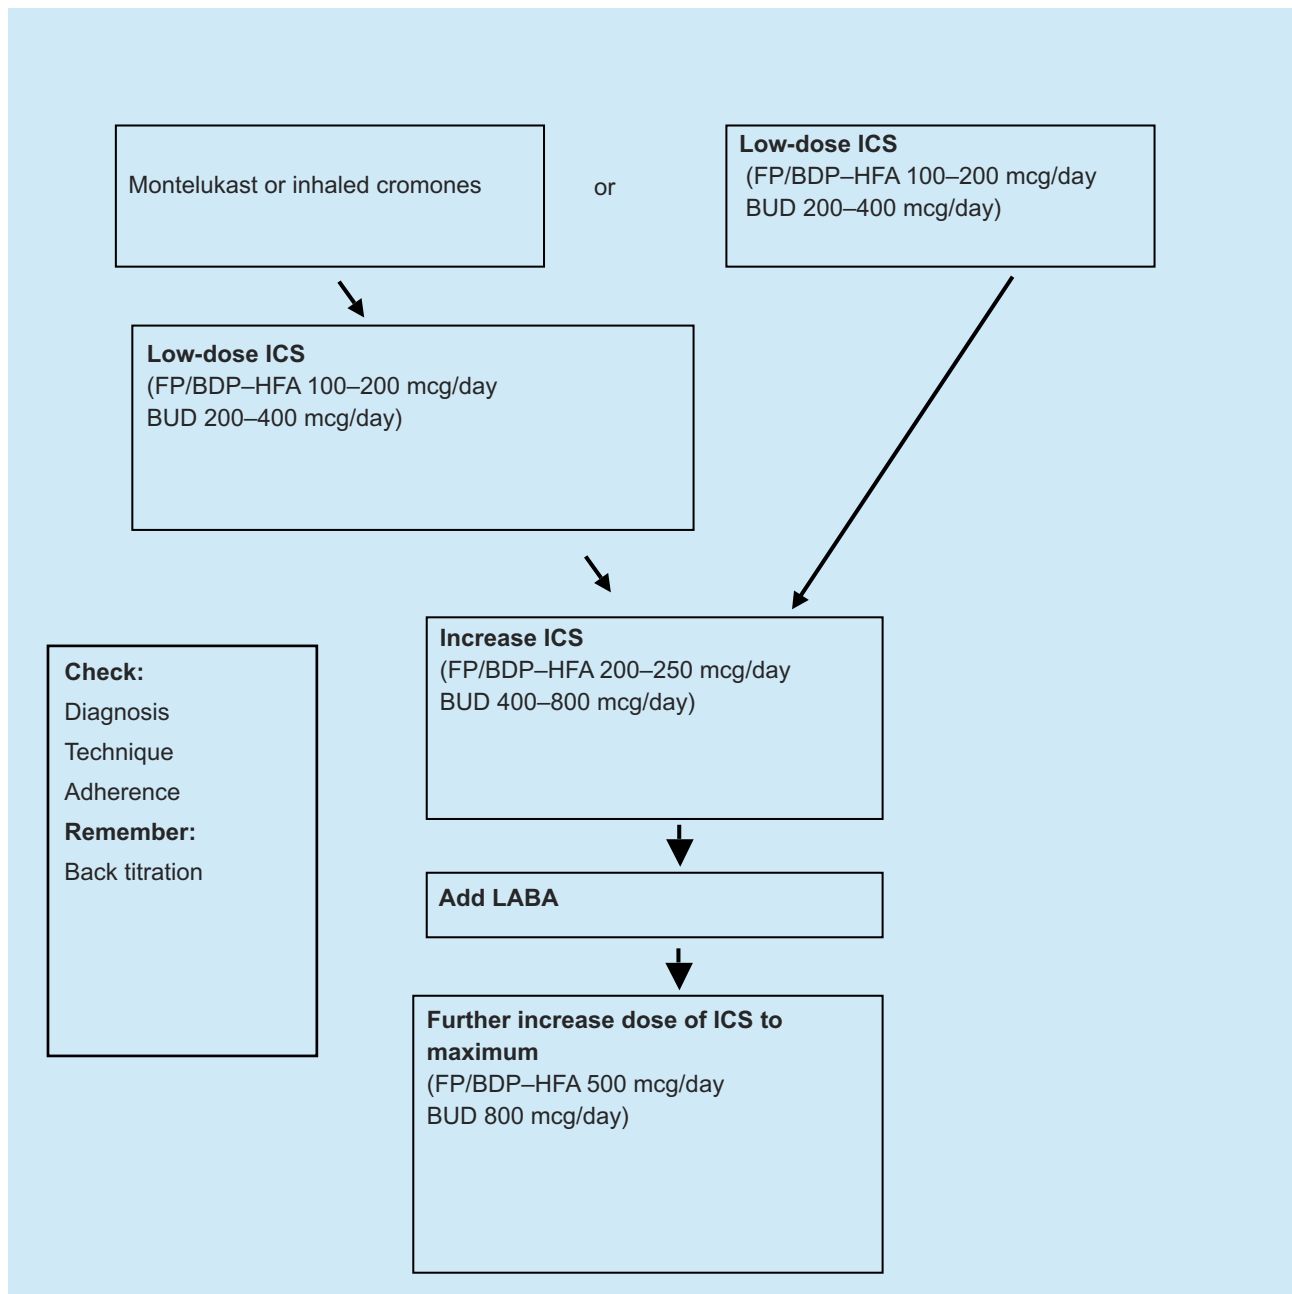 Montelukast or inhaled cromones
or
Low-dose ICS
(FP/BDP–HFA 100–200 mcg/day
BUD 200–400 mcg/day)
Low-dose ICS
(FP/BDP–HFA 100–200 mcg/day
BUD 200–400 mcg/day)
Increase ICS
(FP/BDP–HFA 200–250 mcg/day
BUD 400–800 mcg/day)
Check:
Diagnosis
Technique
Adherence
Remember:
Back titration
Add LABA
Further increase dose of ICS to
maximum
(FP/BDP–HFA 500 mcg/day
BUD 800 mcg/day)